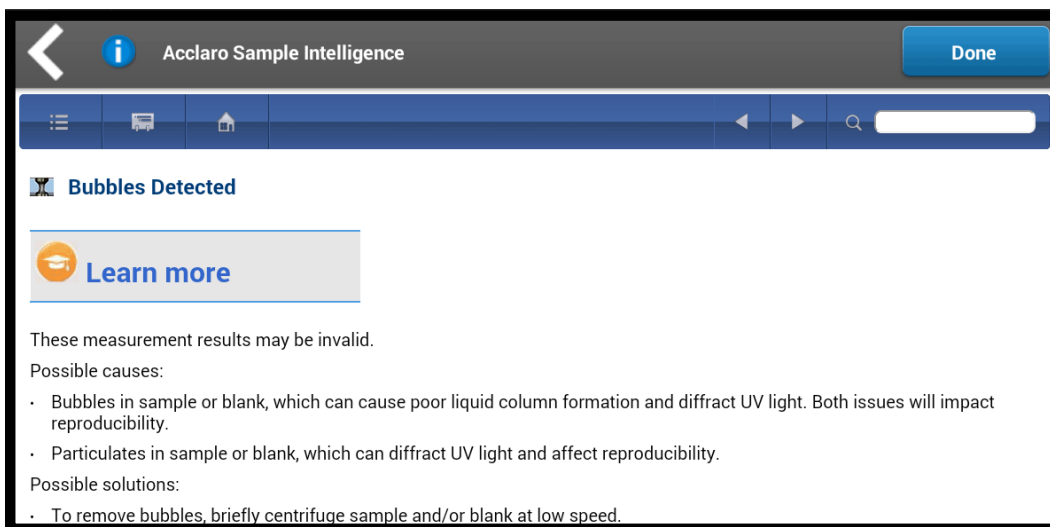 Acclaro Sample Intelligence
Done
Bubbles Detected
Learn more
These measurement results may be invalid.
Possible causes:
· Bubbles in sample or blank, which can cause poor liquid column formation and diffract UV light. Both issues will impact
reproducibility.
· Particulates in sample or blank, which can diffract UV light and affect reproducibility.
Possible solutions:
· To remove bubbles, briefly centrifuge sample and/or blank at low speed.